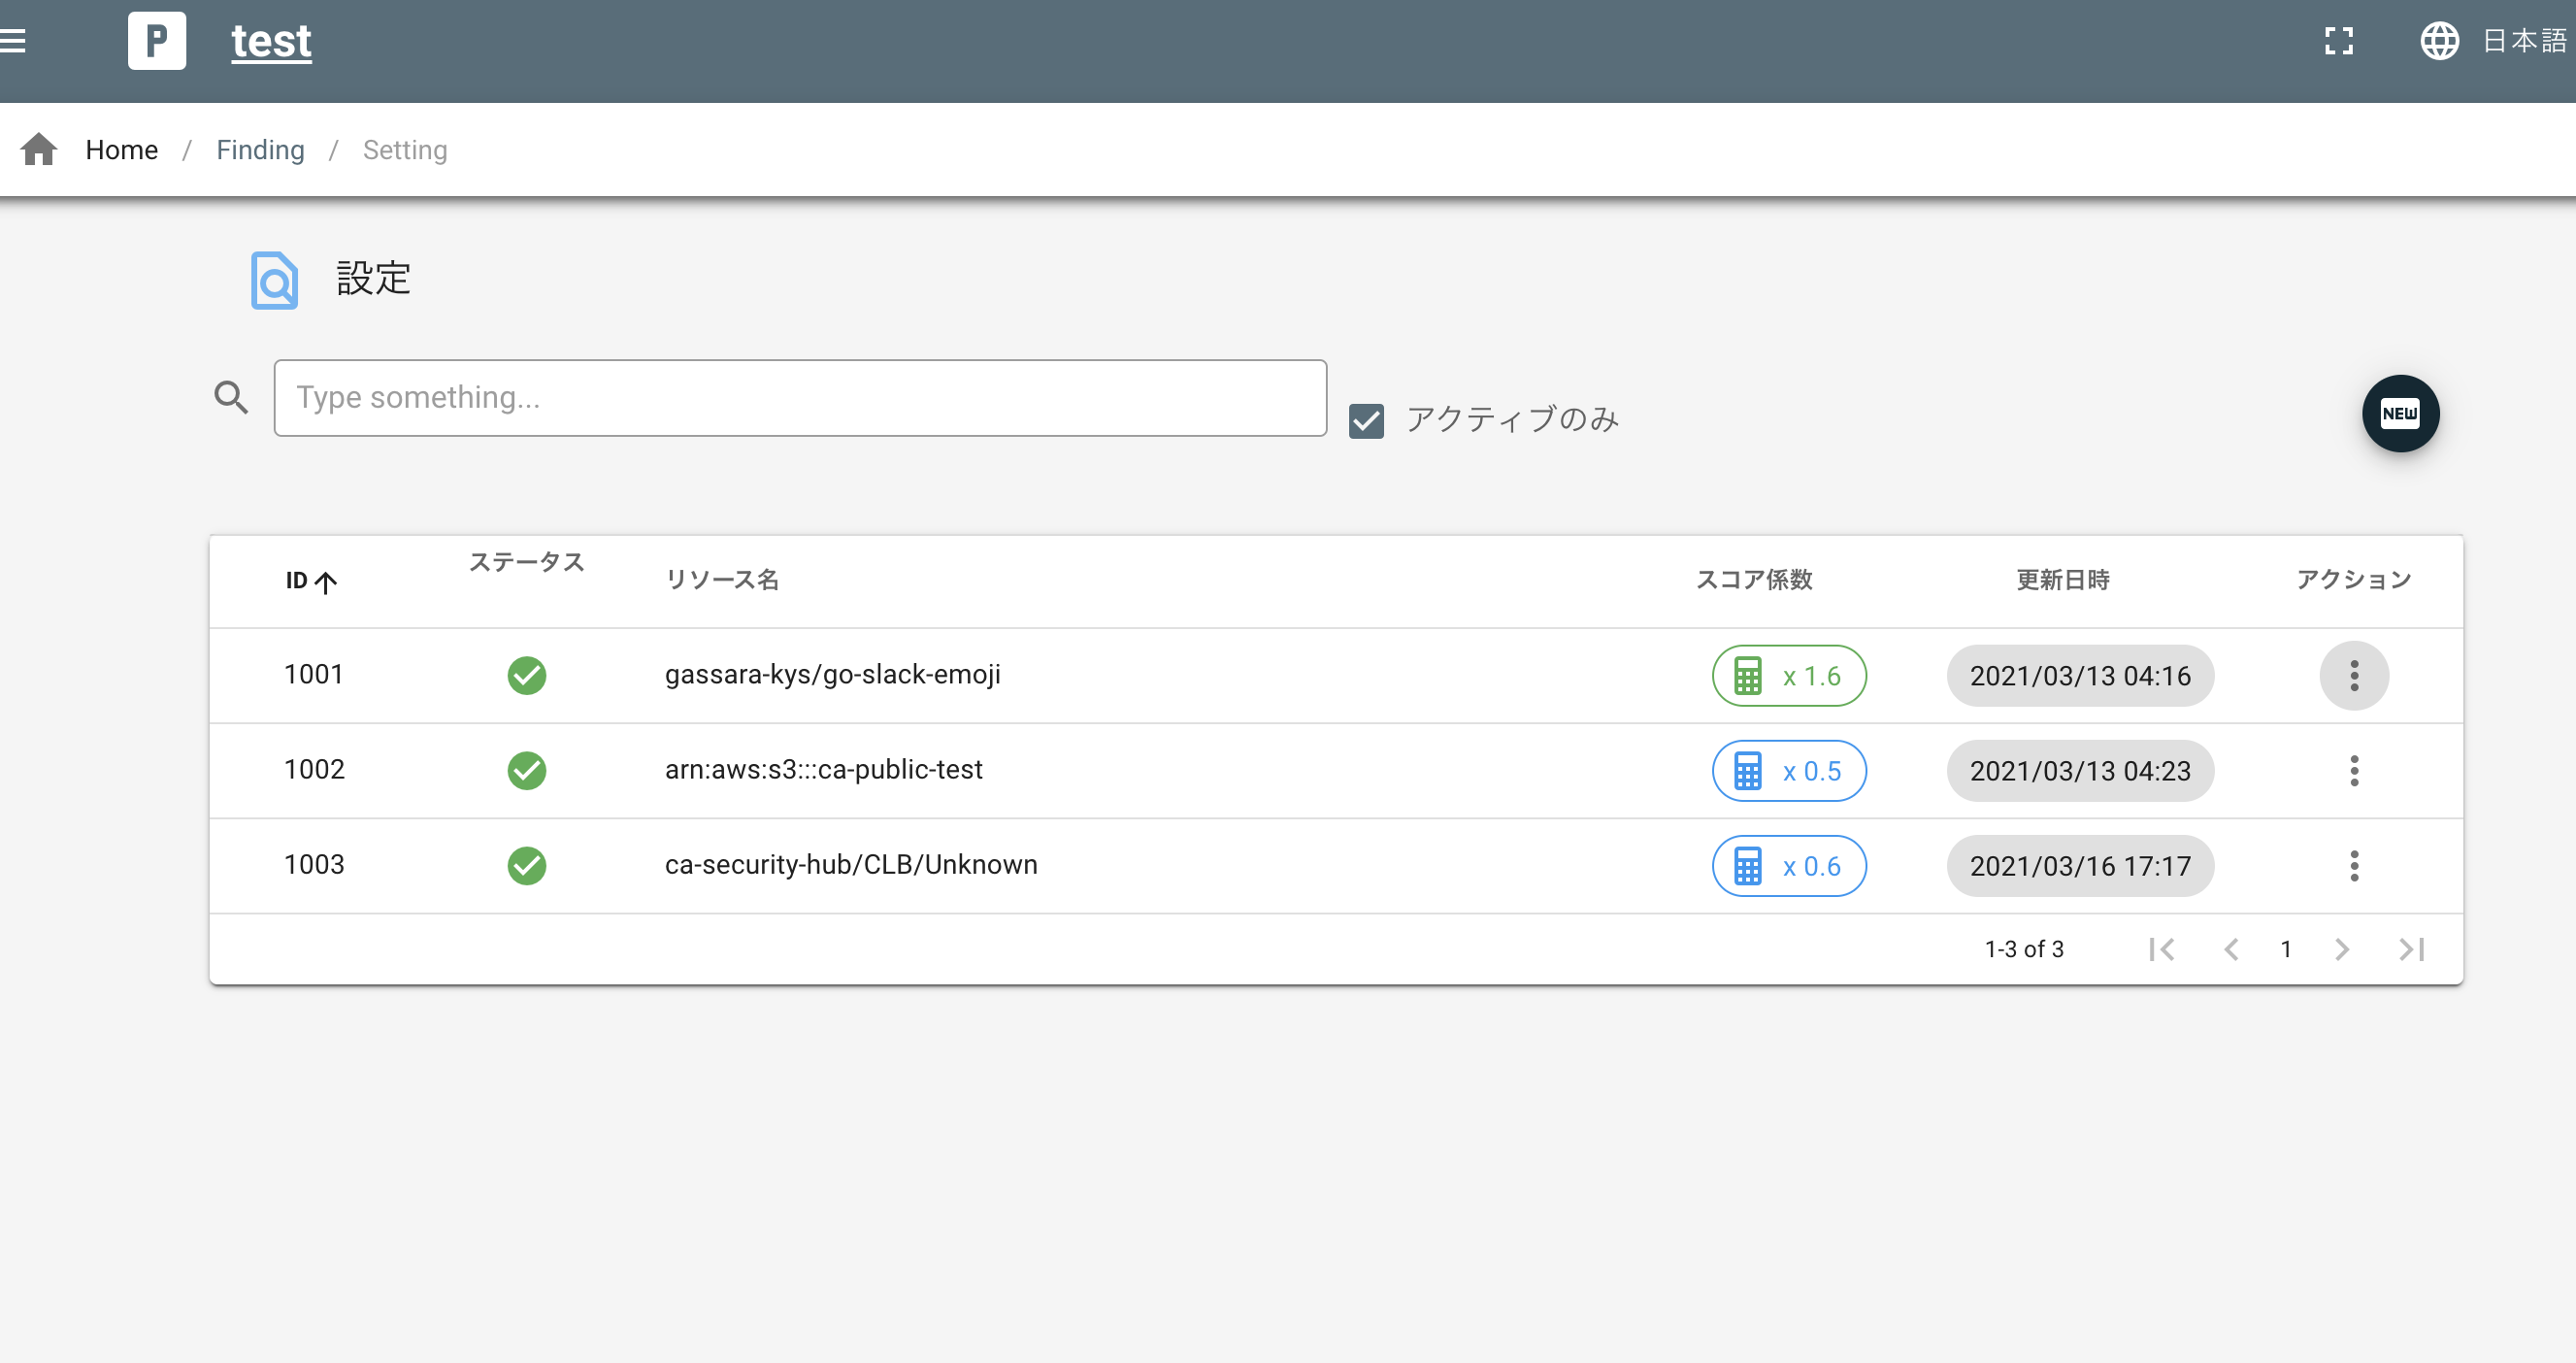 P test 日本語
Home / Finding / Setting
設定
Type something...
アクティブのみ
NEW
ID ステータス リソース名 スコア係数 更新日時 アクション
1001 gassara-kys/go-slack-emoji x 1.6 2021/03/13 04:16
1002 arn:aws:s3:::ca-public-test x 0.5 2021/03/13 04:23
1003 ca-security-hub/CLB/Unknown x 0.6 2021/03/16 17:17
1-3 of 3 1